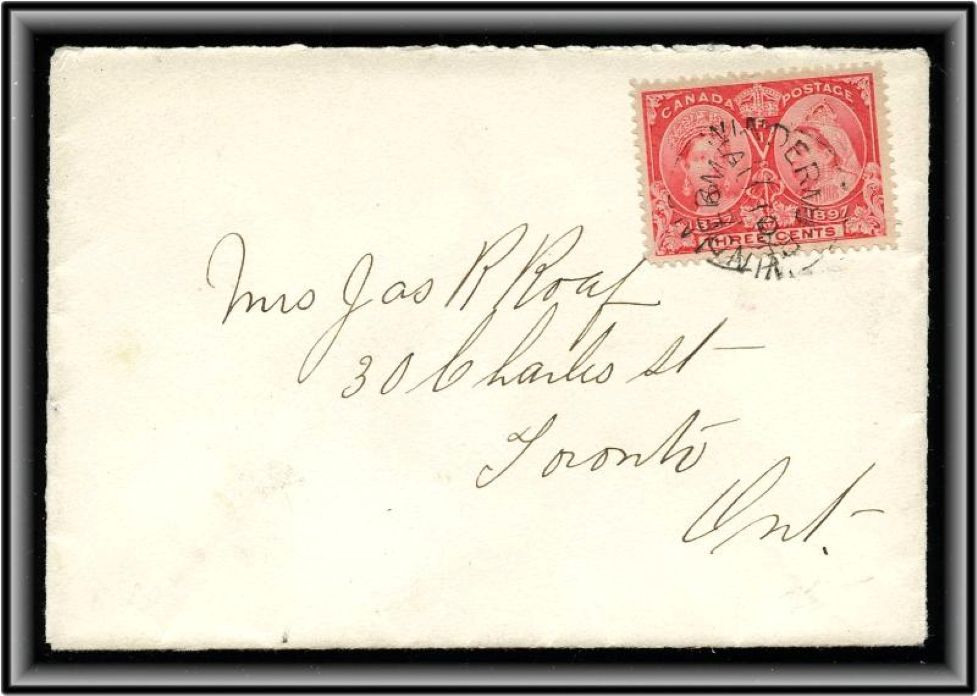 CANADA POSTAGE
1837 1897
THREE CENTS
Mrs Jas R Roaf
30 Charles St
Toronto
Ont.